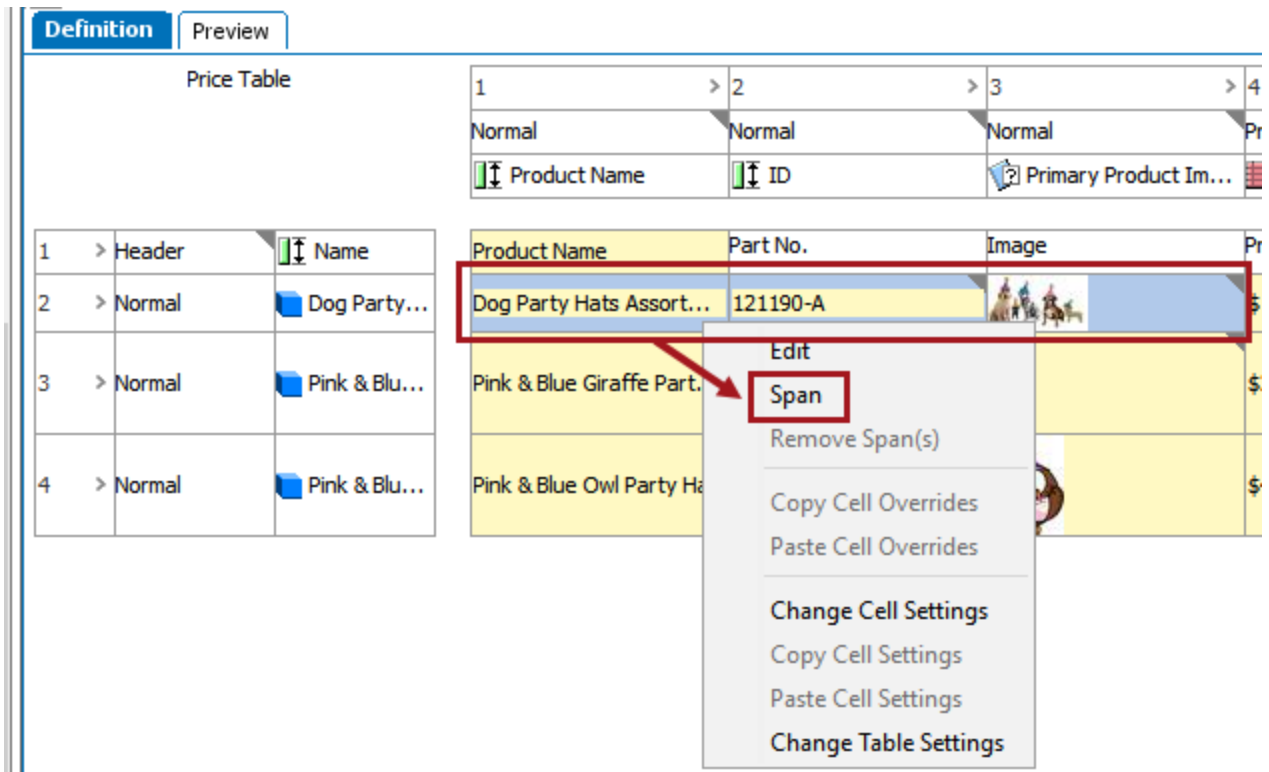 Definition Preview
Price Table
1 > 2 > 3 > 4
Normal Normal Normal
Product Name ID Primary Product Im...
1 > Header Name Product Name Part No. Image
2 > Normal Dog Party... Dog Party Hats Assort... 121190-A $
3 > Normal Pink & Blu... Pink & Blue Giraffe Part. $
4 > Normal Pink & Blu... Pink & Blue Owl Party $
Edit
Span
Remove Span(s)
Copy Cell Overrides
Paste Cell Overrides
Change Cell Settings
Copy Cell Settings
Paste Cell Settings
Change Table Settings